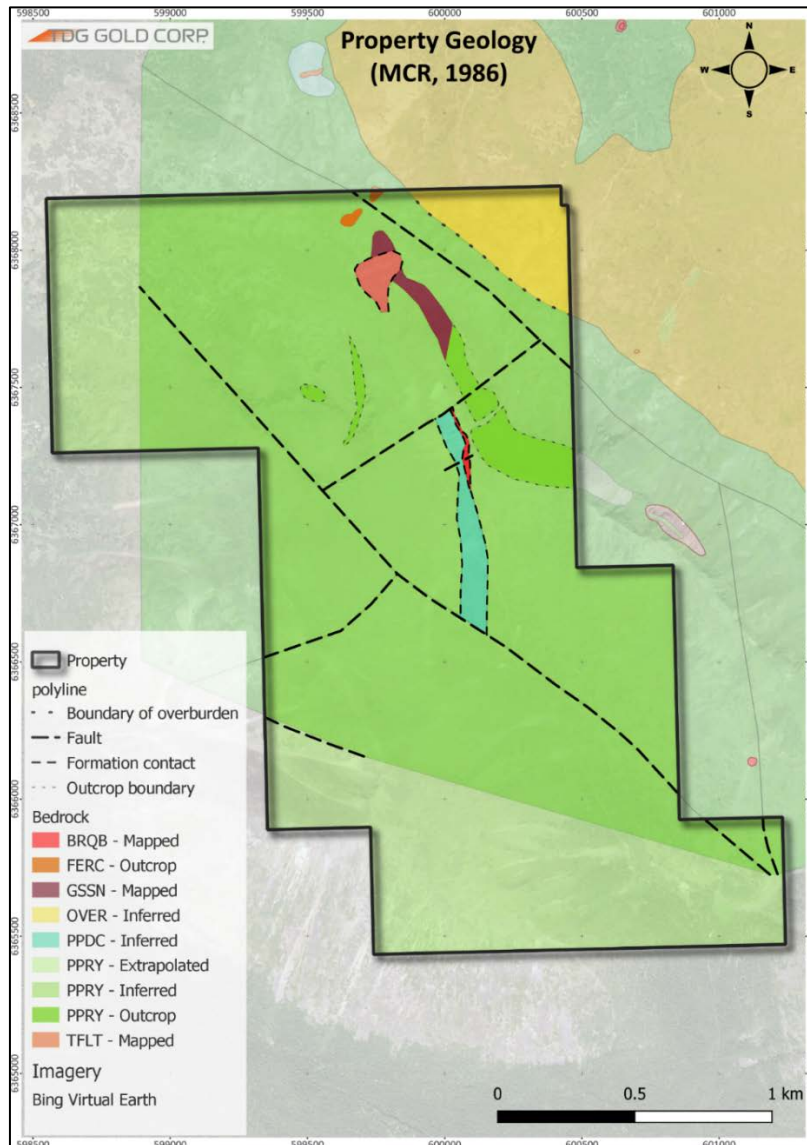 598500 599000 599500 600000 600500 601000
TDG GOLD CORP.
Property Geology
(MCR, 1986)
N
W E
S
6368500
6368000
6367500
6367000
6366500
6366000
6365500
6365000
Property
polyline
Boundary of overburden
Fault
Formation contact
Outcrop boundary
Bedrock
BRQB - Mapped
FERC - Outcrop
GSSN - Mapped
OVER - Inferred
PPDC - Inferred
PPRY - Extrapolated
PPRY - Inferred
PPRY - Outcrop
TFLT - Mapped
Imagery
Bing Virtual Earth
0 0.5 1 km
598500 599000 599500 600000 600500 601000